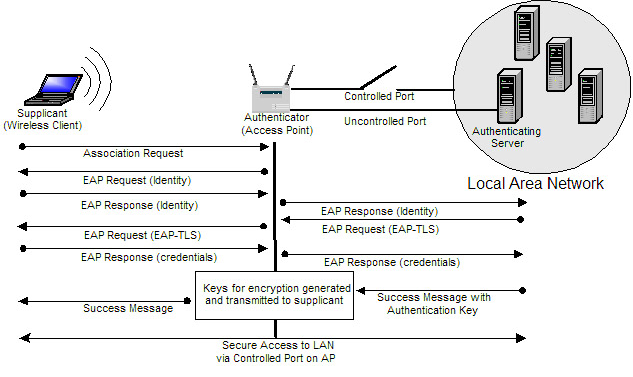 Controlled Port
Supplicant
(Wireless Client)
Authenticator
(Access Point)
Uncontrolled Port
Authenticating
Server
Local Area Network
Association Request
EAP Request (Identity)
EAP Response (Identity)
EAP Response (Identity)
EAP Request (EAP-TLS)
EAP Request (EAP-TLS)
EAP Response (credentials)
EAP Response (credentials)
Keys for encryption generated
and transmitted to supplicant
Success Message
Success Message with
Authentication Key
Secure Access to LAN
via Controlled Port on AP